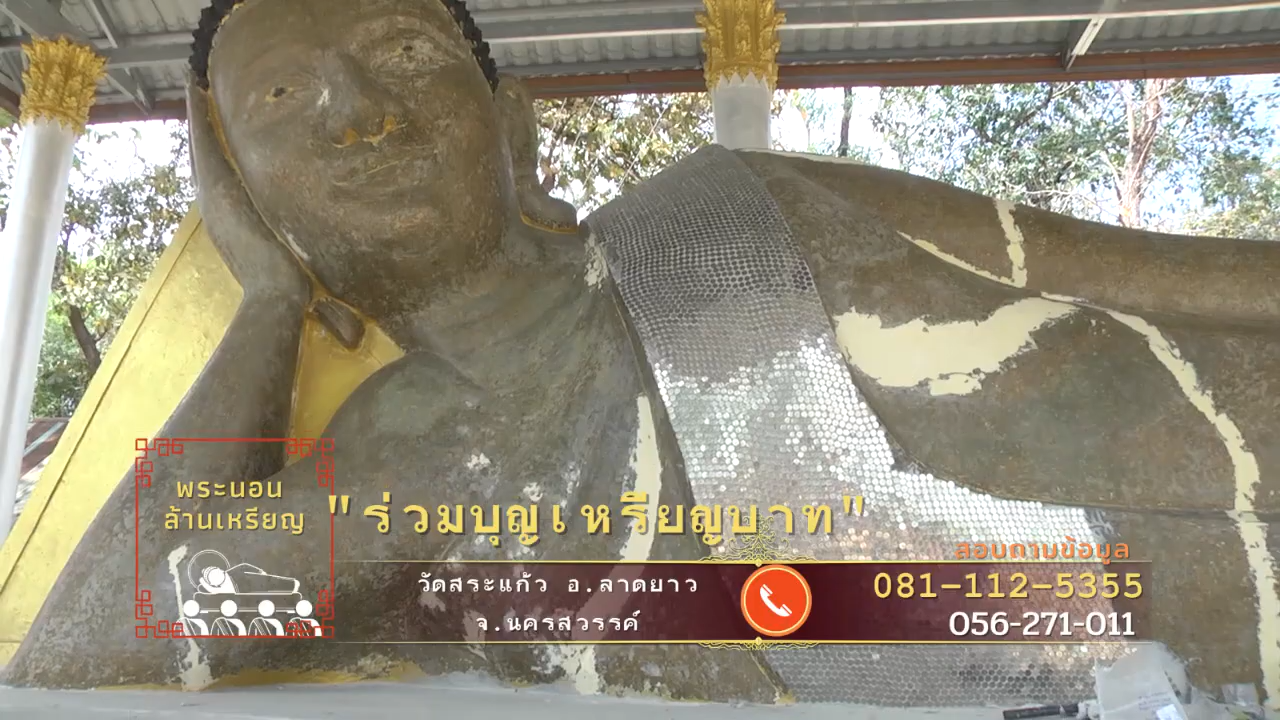 พระนอน
ล้านเหรียญ
"ร่วมบุญเหรียญบาท"
สอบถามข้อมูล
วัดสระแก้ว อ.ลาดยาว
จ.นครสวรรค์
081-112-5355
056-271-011